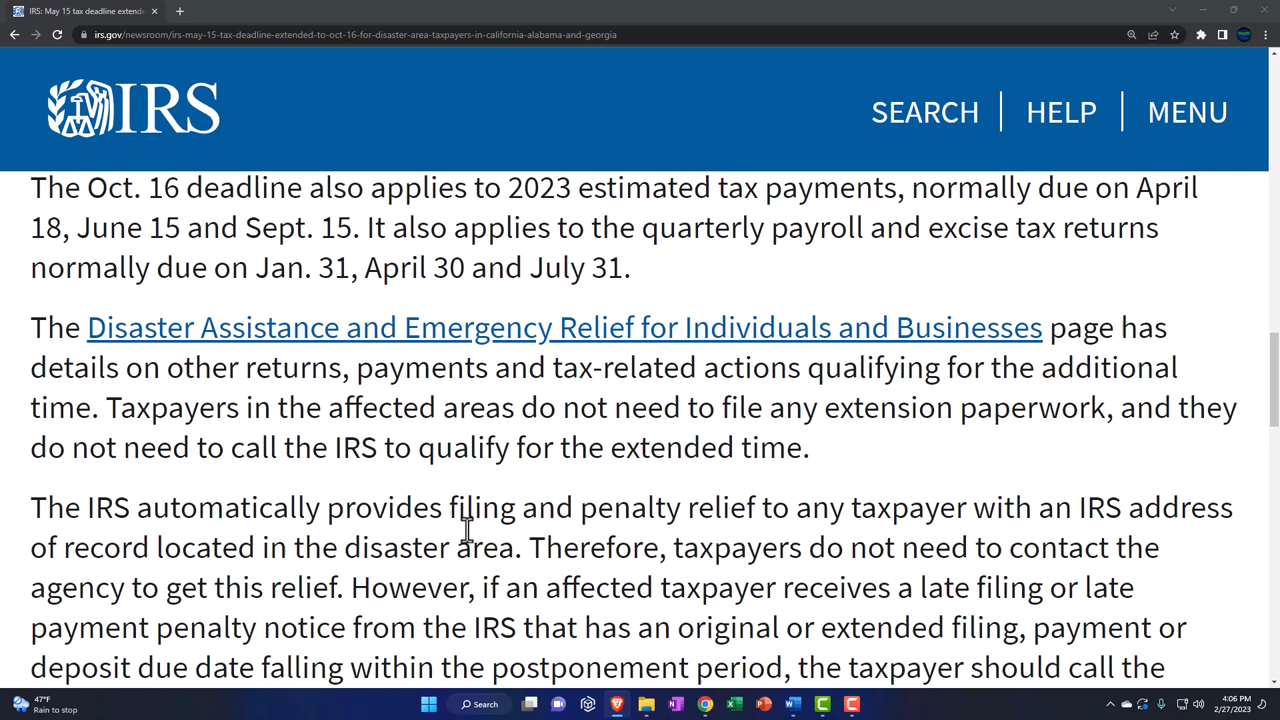 IRS: May 15 tax deadline extend
irs.gov/newsroom/irs-may-15-tax-deadline-extended-to-oct-16-for-disaster-area-taxpayers-in-california-alabama-and-georgia
IRS
SEARCH
HELP
MENU
The Oct. 16 deadline also applies to 2023 estimated tax payments, normally due on April
18, June 15 and Sept. 15. It also applies to the quarterly payroll and excise tax returns
normally due on Jan. 31, April 30 and July 31.
The Disaster Assistance and Emergency Relief for Individuals and Businesses page has
details on other returns, payments and tax-related actions qualifying for the additional
time. Taxpayers in the affected areas do not need to file any extension paperwork, and they
do not need to call the IRS to qualify for the extended time.
The IRS automatically provides filing and penalty relief to any taxpayer with an IRS address
of record located in the disaster area. Therefore, taxpayers do not need to contact the
agency to get this relief. However, if an affected taxpayer receives a late filing or late
payment penalty notice from the IRS that has an original or extended filing, payment or
deposit due date falling within the postponement period, the taxpayer should call the
47°F
Rain to stop
Search
4:06 PM
2/27/2023